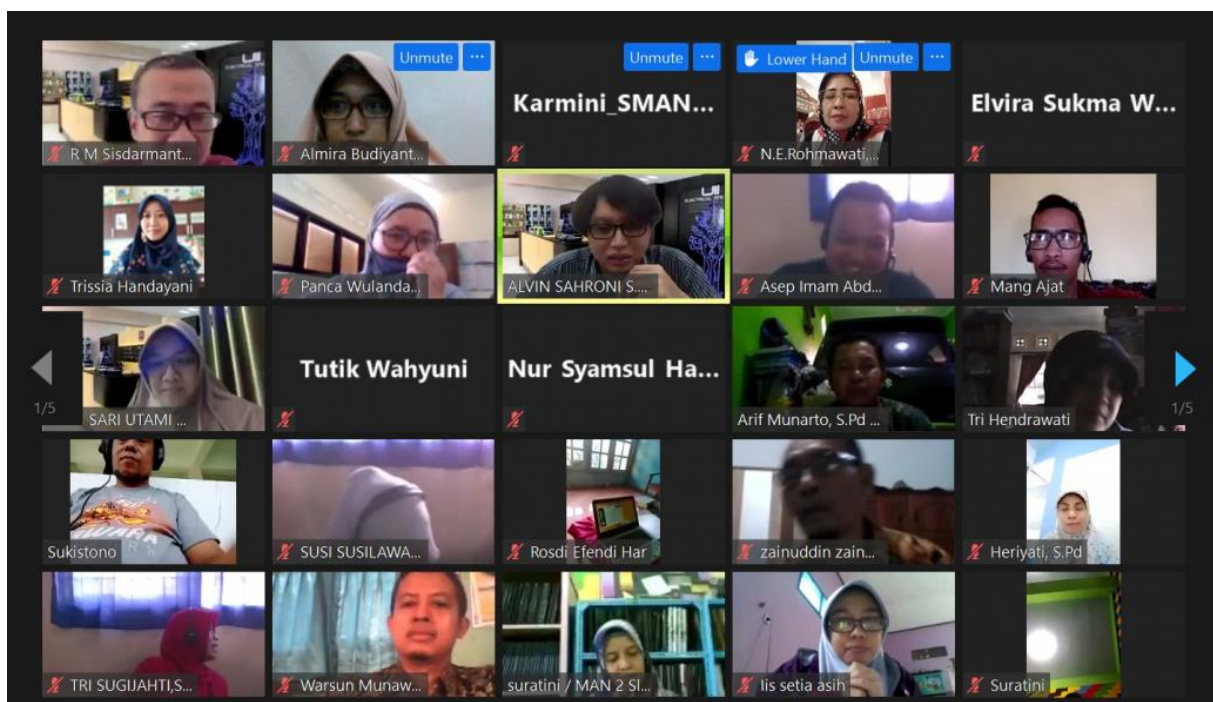 Unmute ...
Unmute ...
Lower Hand Unmute ...
R M Sisdarmant...
Almira Budiyant...
Karmini_SMAN...
N.E.Rohmawati,...
Elvira Sukma W...
UII
Trissia Handayani
Panca Wulanda...
ALVIN SAHRONI S....
Asep Imam Abd...
Mang Ajat
1/5
SARI UTAMI ...
Tutik Wahyuni
Nur Syamsul Ha...
Arif Munarto, S.Pd ...
Tri Hendrawati
1/5
Sukistono
SUSI SUSILAWA...
Rosdi Efendi Har
zainuddin zain...
Heriyati, S.Pd
TRI SUGIJAHTI,S...
Warsun Munaw...
suratini / MAN 2 Sl...
Iis setia asih
Suratini